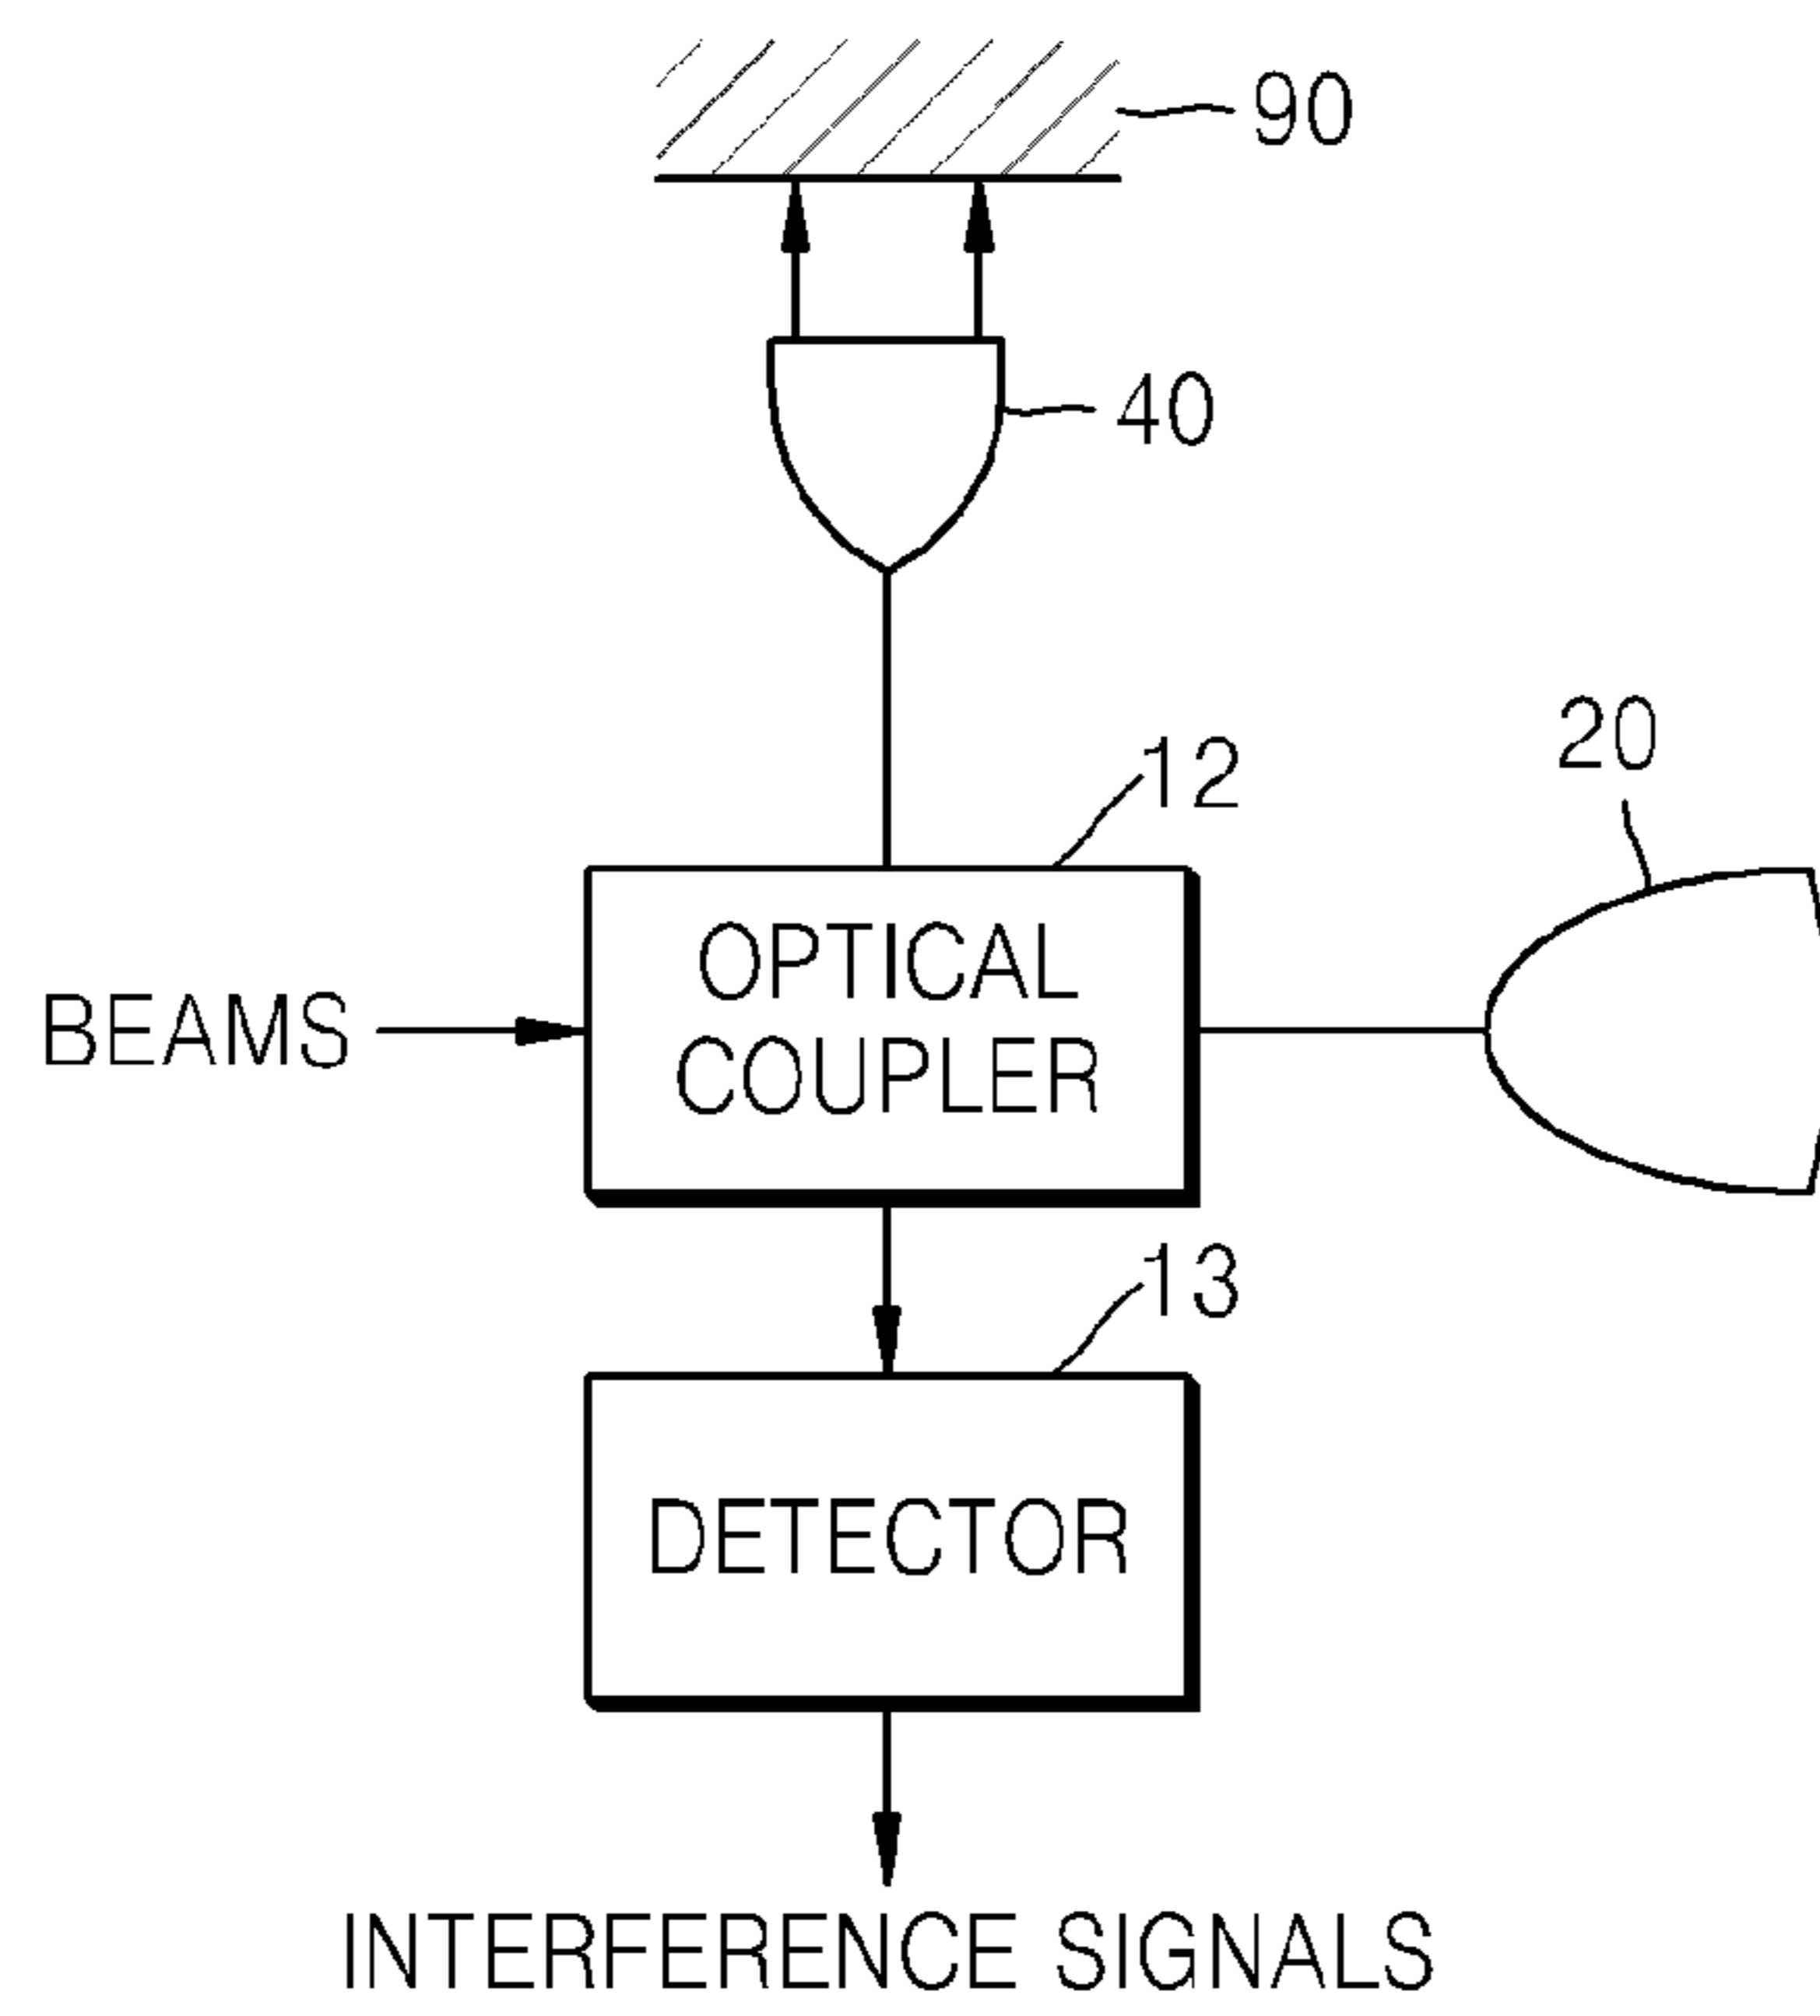 90
40
20
12
OPTICAL
COUPLER
BEAMS
13
DETECTOR
INTERFERENCE SIGNALS